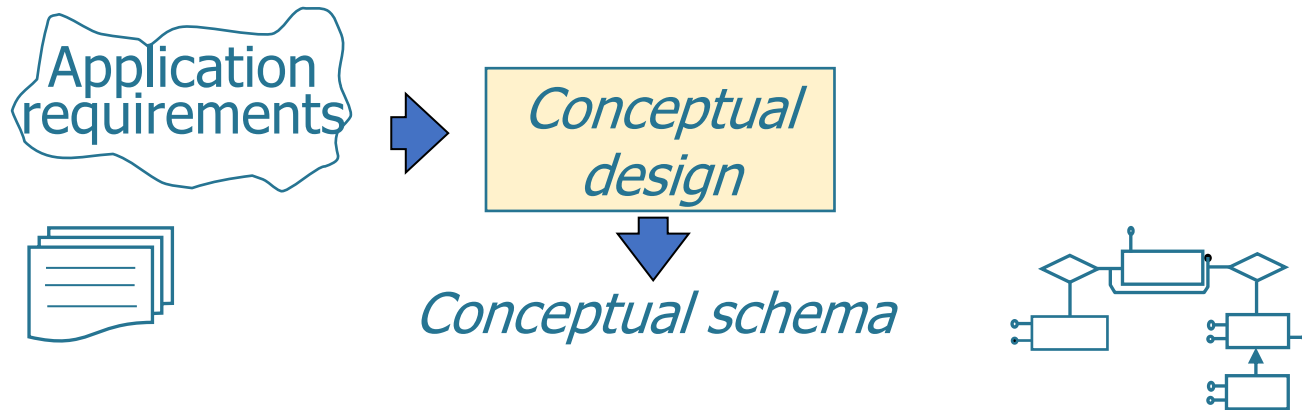 Application
requirements
Conceptual
design
Conceptual schema